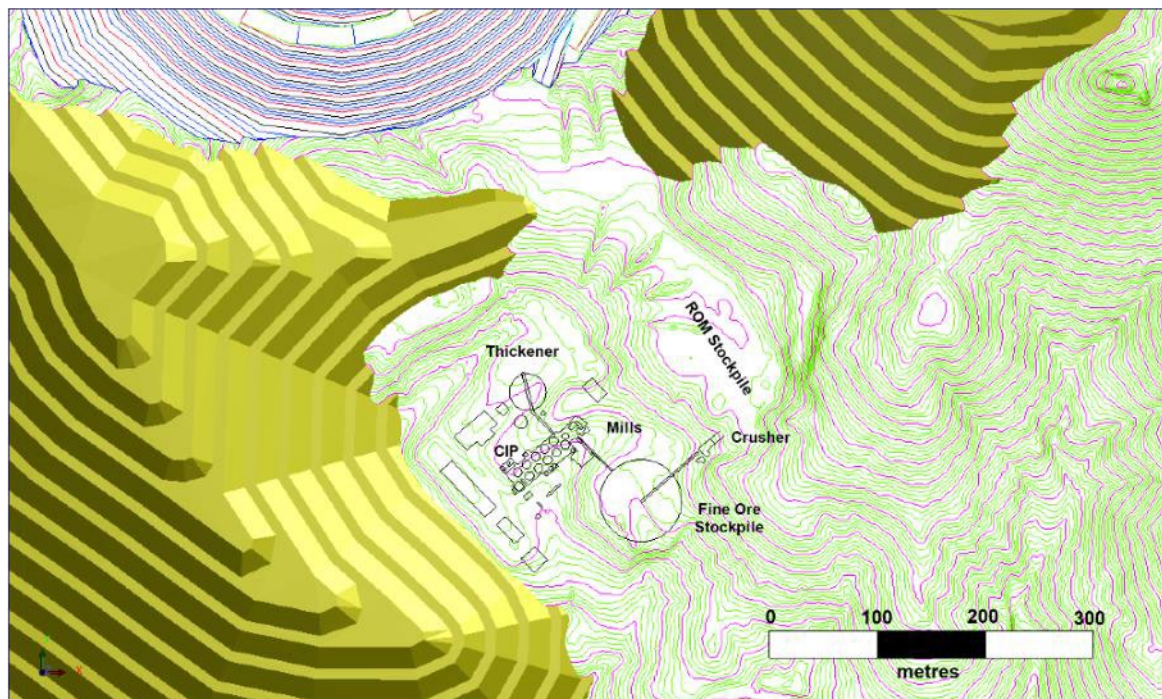 ROM Stockpile
Thickener
Mills
Crusher
CIP
Fine Ore
Stockpile
0 100 200 300
metres
X